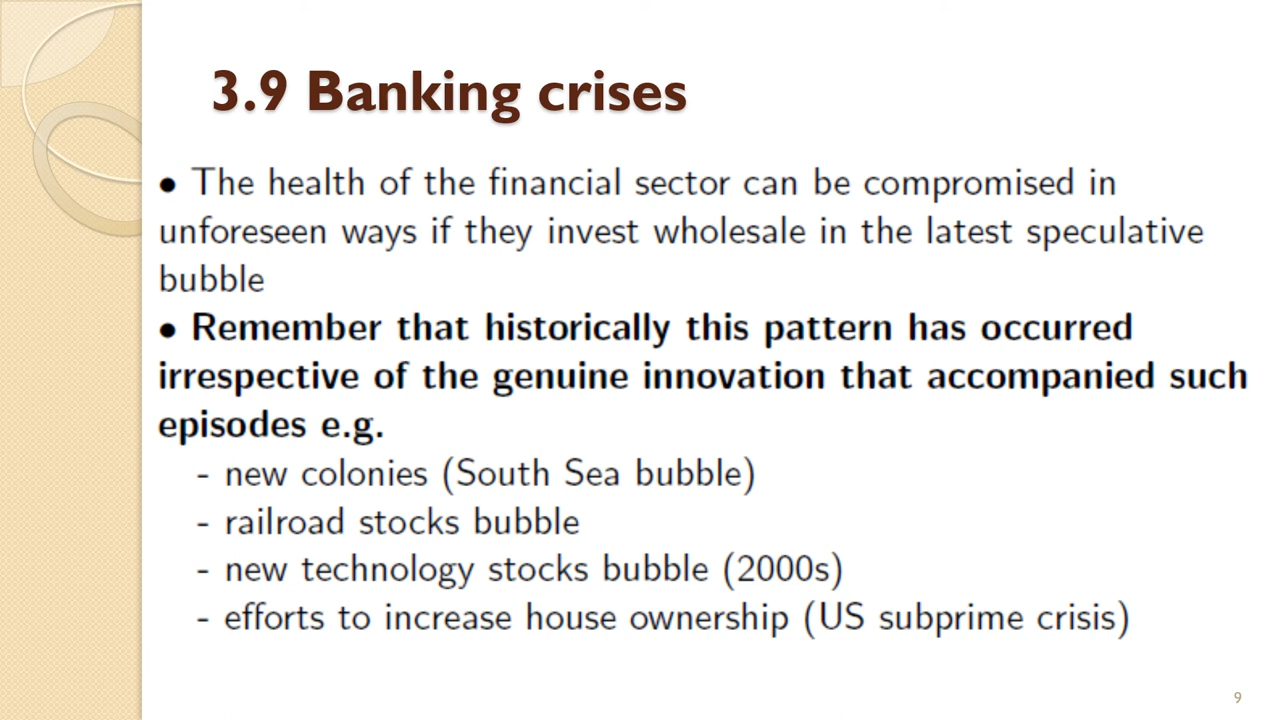 3.9 Banking crises
• The health of the financial sector can be compromised in
unforeseen ways if they invest wholesale in the latest speculative
bubble
• Remember that historically this pattern has occurred
irrespective of the genuine innovation that accompanied such
episodes e.g.
- new colonies (South Sea bubble)
- railroad stocks bubble
- new technology stocks bubble (2000s)
- efforts to increase house ownership (US subprime crisis)
9